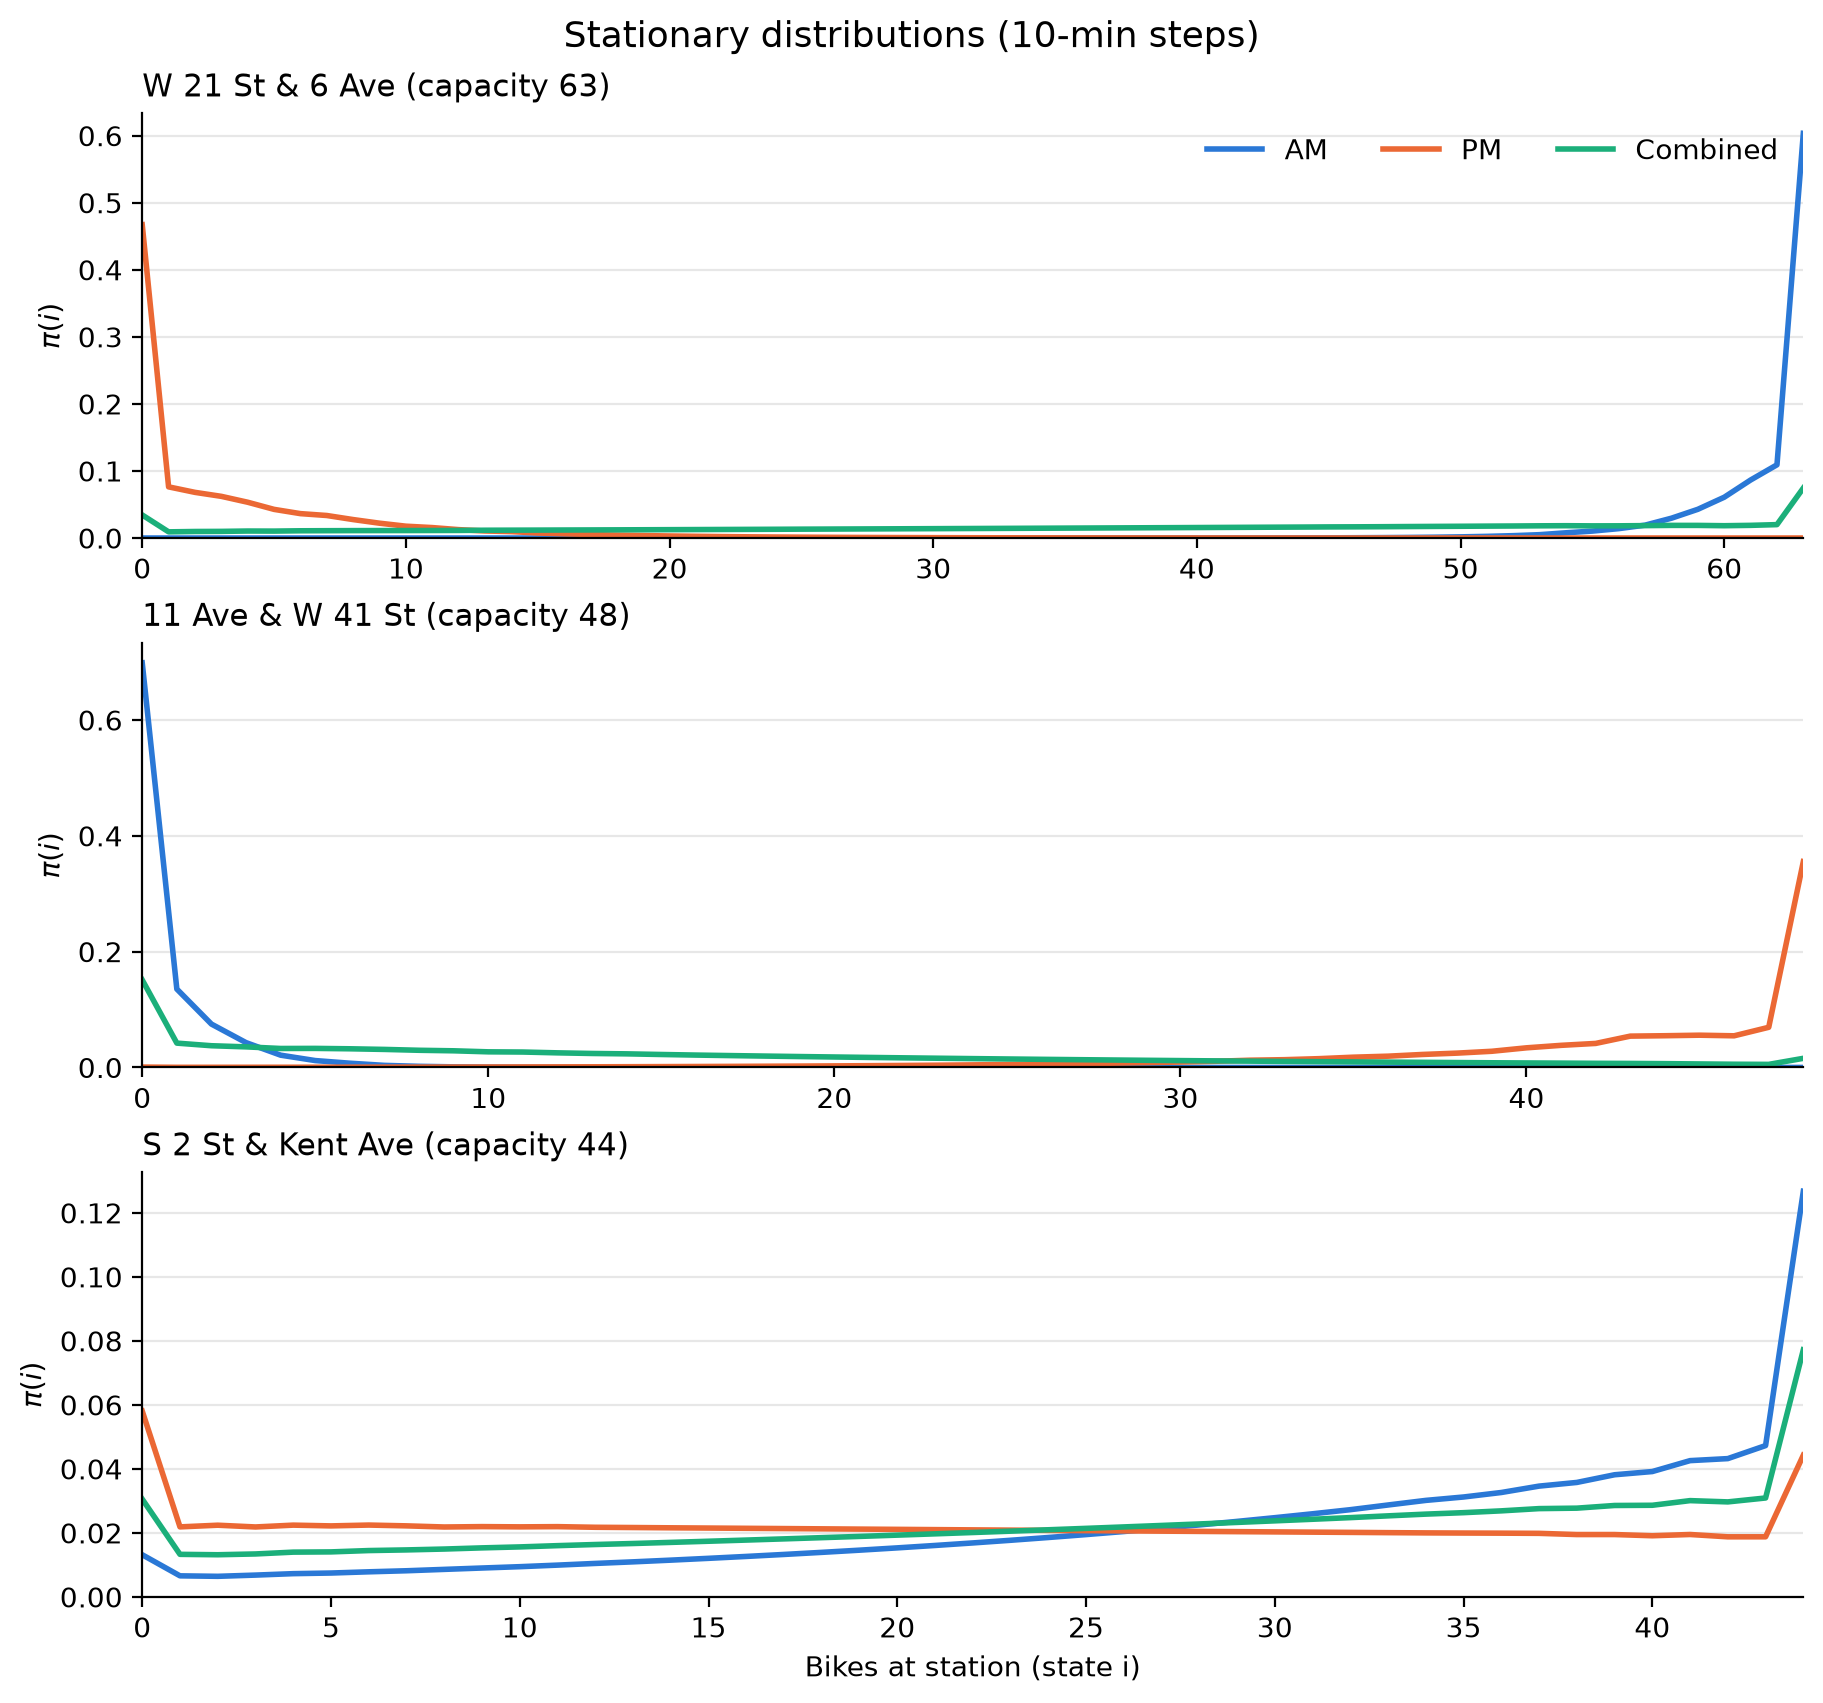 Stationary distributions (10-min steps)
W 21 St & 6 Ave (capacity 63)
AM PM Combined
0.6
0.5
0.4
0.3
0.2
0.1
0.0
π(i)
0 10 20 30 40 50 60
11 Ave & W 41 St (capacity 48)
0.6
0.4
0.2
0.0
π(i)
0 10 20 30 40
S 2 St & Kent Ave (capacity 44)
0.12
0.10
0.08
0.06
0.04
0.02
0.00
π(i)
0 5 10 15 20 25 30 35 40
Bikes at station (state i)